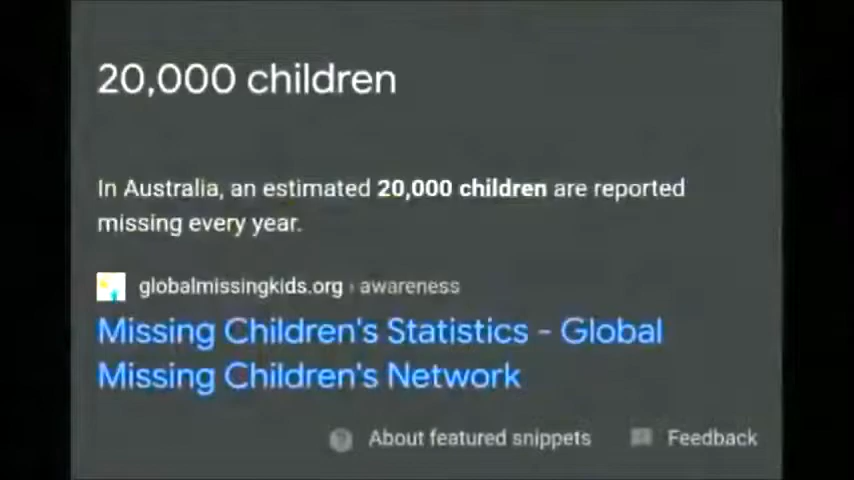 20,000 children
In Australia, an estimated 20,000 children are reported
missing every year.
globalmissingkids.org › awareness
Missing Children's Statistics - Global
Missing Children's Network
About featured snippets
Feedback